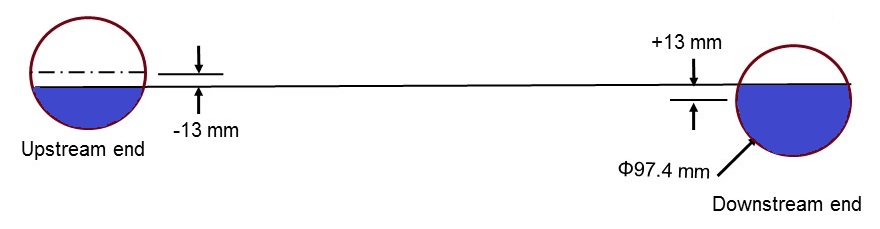 +13 mm
-13 mm
Upstream end
Φ97.4 mm
Downstream end